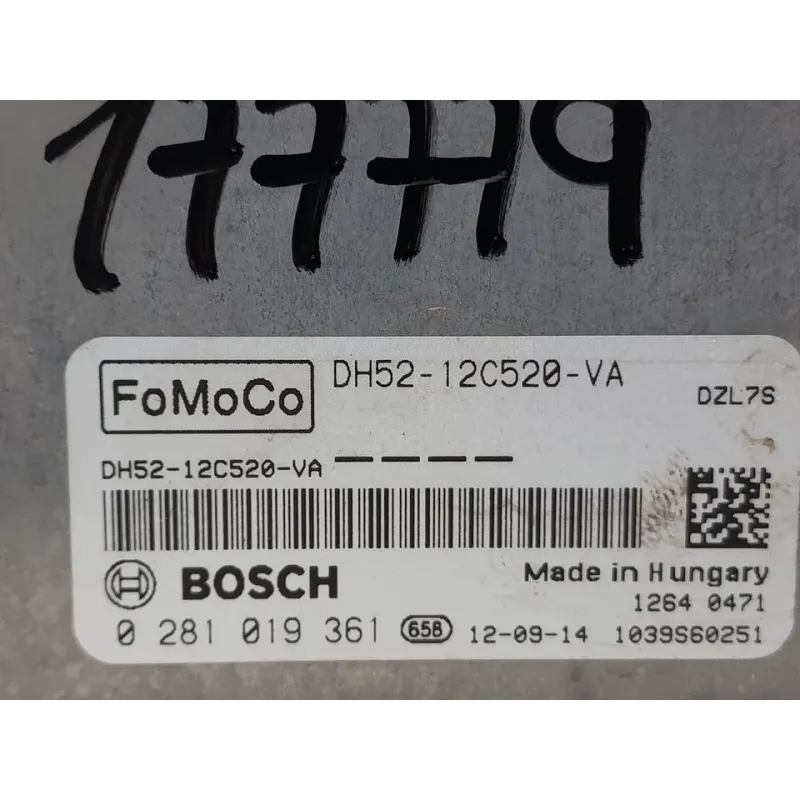 177779
FoMoCo DH52-12C520-VA
DZL7S
DH52-12C520-VA — — — —
BOSCH
Made in Hungary
1264 0471
0 281 019 361 65B 12-09-14 1039S60251